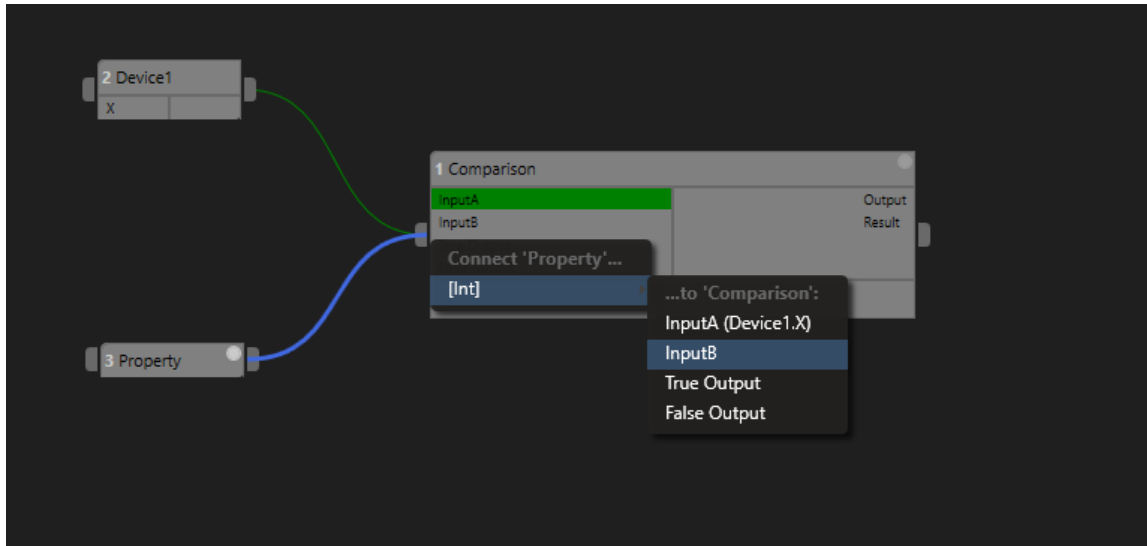 2 Device1
X
1 Comparison
InputA
Output
InputB
Result
Connect 'Property'...
[Int]
...to 'Comparison':
InputA (Device1.X)
InputB
True Output
False Output
3 Property